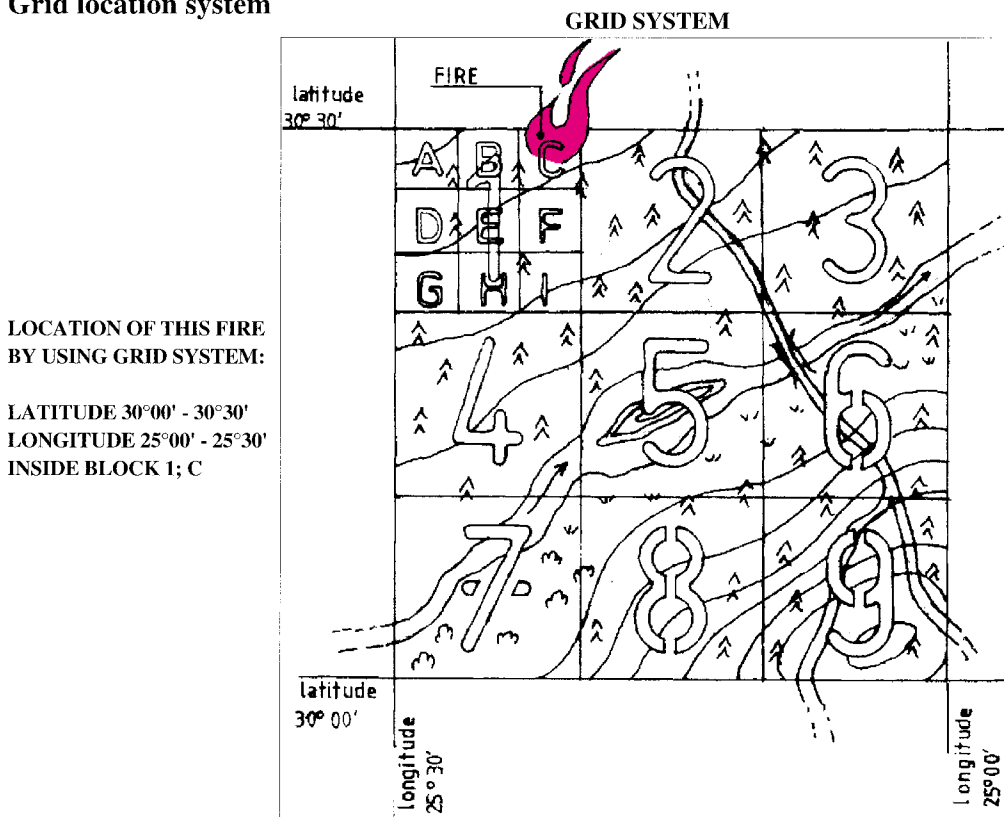 Grid location system
GRID SYSTEM
FIRE
latitude
30° 30'
A B C
D E F
G H I
1 2 3
LOCATION OF THIS FIRE
BY USING GRID SYSTEM:
LATITUDE 30°00' - 30°30'
LONGITUDE 25°00' - 25°30'
INSIDE BLOCK 1; C
4 5 6
7 8 9
latitude
30° 00'
longitude
25° 30'
longitude
25° 00'